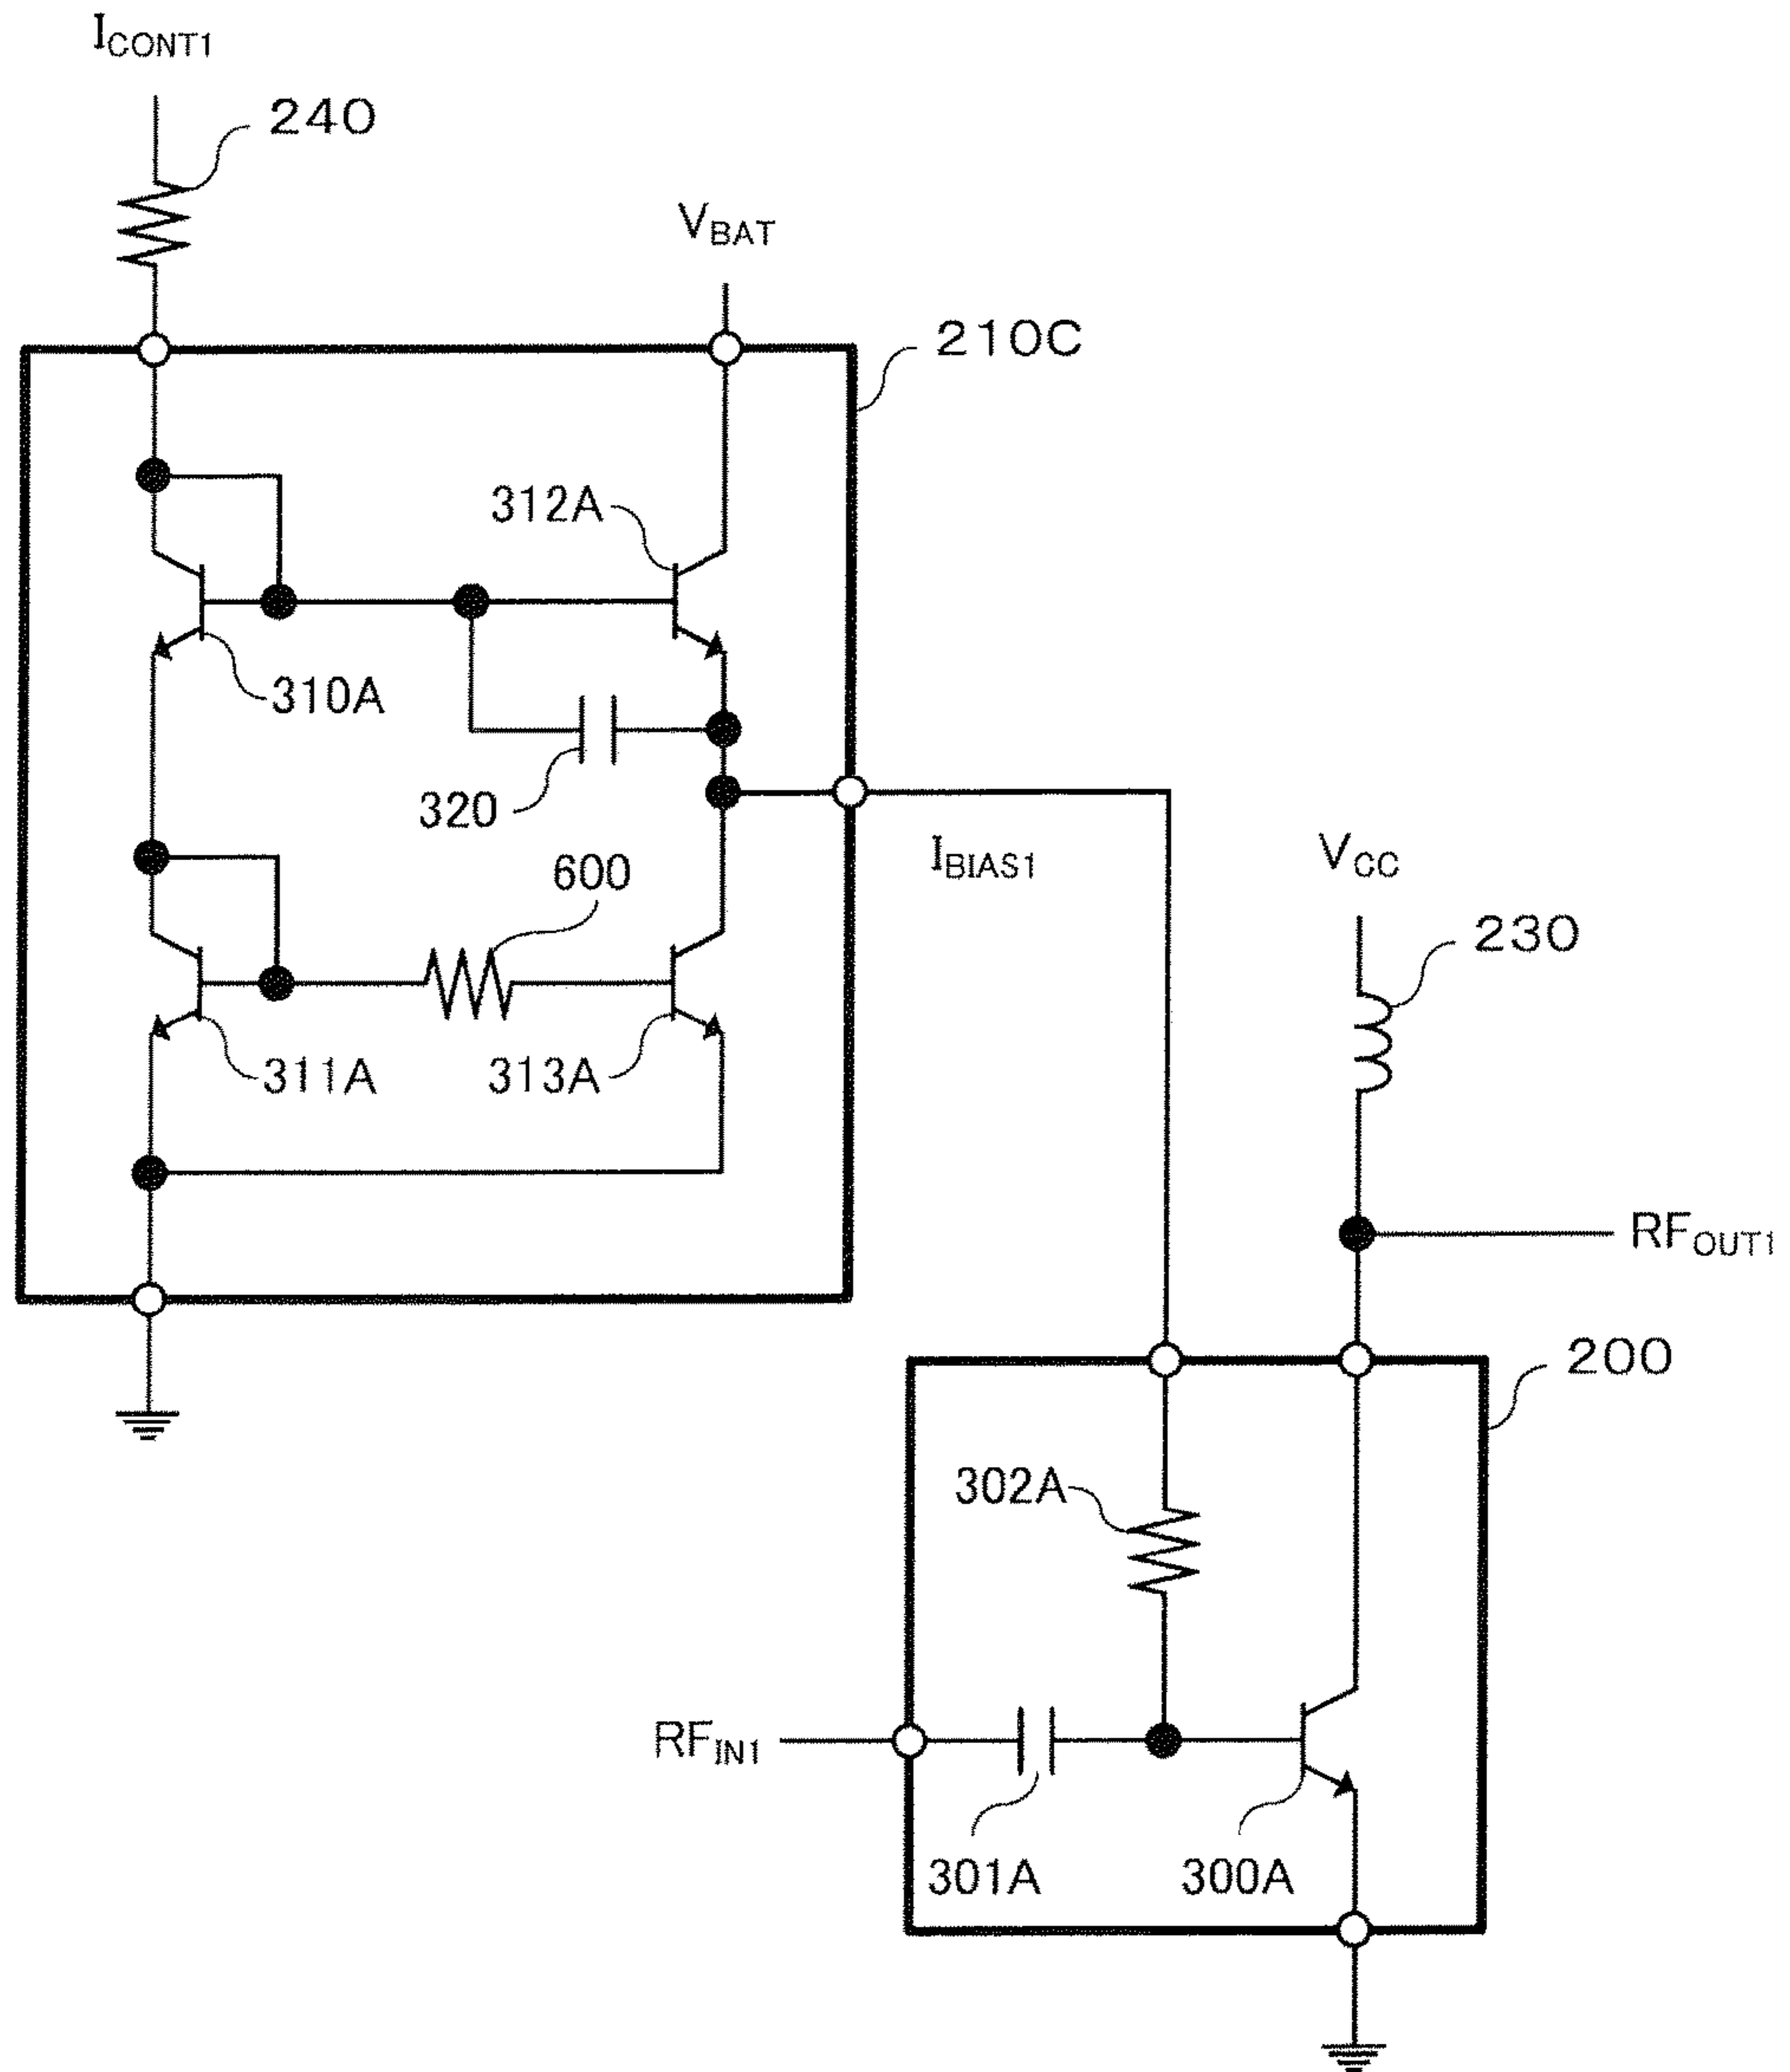 I_CONT1
240
V_BAT
210C
312A
310A
320
I_BIAS1
600
V_CC
230
311A
313A
RF_OUT1
200
302A
RF_IN1
301A
300A